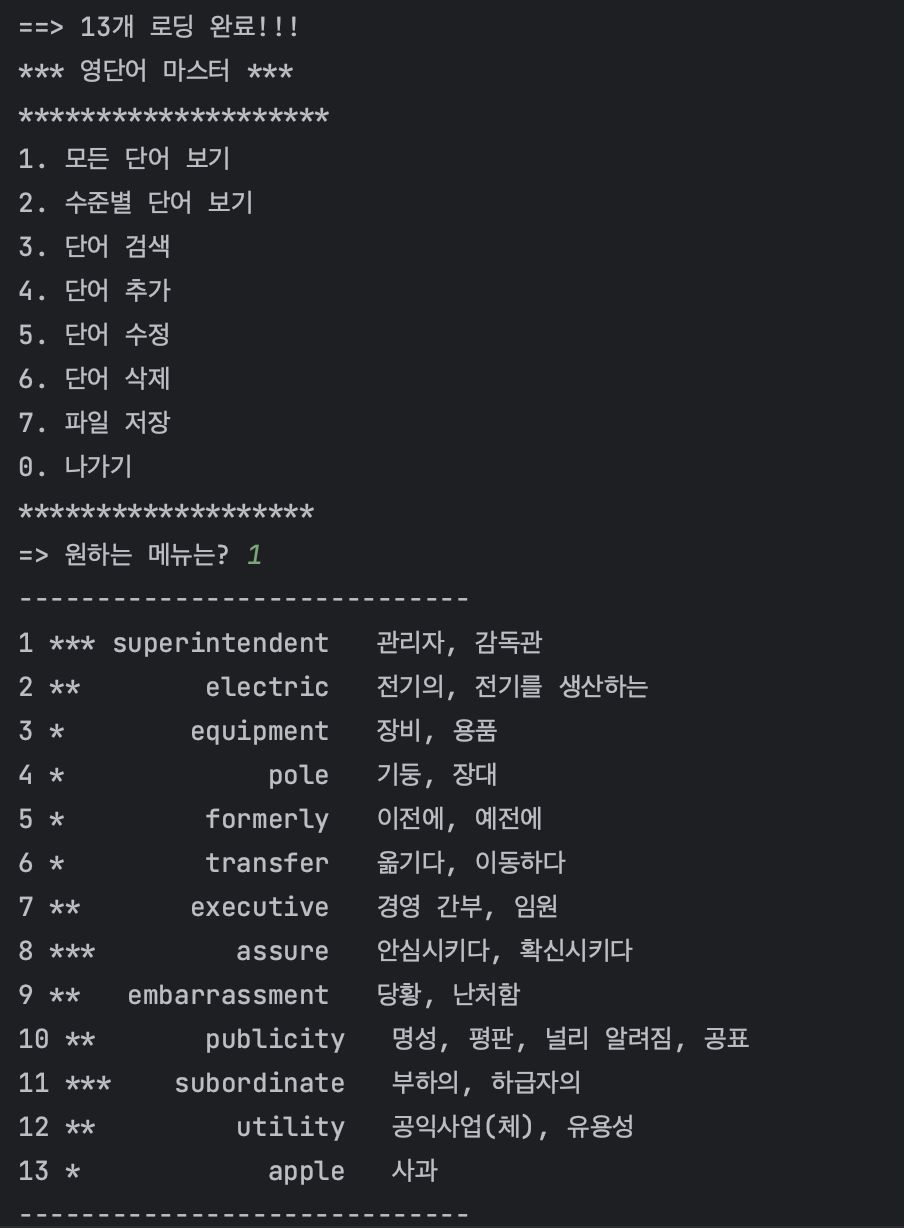 ==> 13개 로딩 완료!!!
*** 영단어 마스터 ***
********************
1. 모든 단어 보기
2. 수준별 단어 보기
3. 단어 검색
4. 단어 추가
5. 단어 수정
6. 단어 삭제
7. 파일 저장
0. 나가기
*******************
=> 원하는 메뉴는? 1
-----------------------------
1 *** superintendent   관리자, 감독관
2 **        electric   전기의, 전기를 생산하는
3 *        equipment   장비, 용품
4 *             pole   기둥, 장대
5 *         formerly   이전에, 예전에
6 *         transfer   옮기다, 이동하다
7 **       executive   경영 간부, 임원
8 ***         assure   안심시키다, 확신시키다
9 **   embarrassment   당황, 난처함
10 **       publicity   명성, 평판, 널리 알려짐, 공표
11 ***    subordinate   부하의, 하급자의
12 **         utility   공익사업(체), 유용성
13 *            apple   사과
-----------------------------